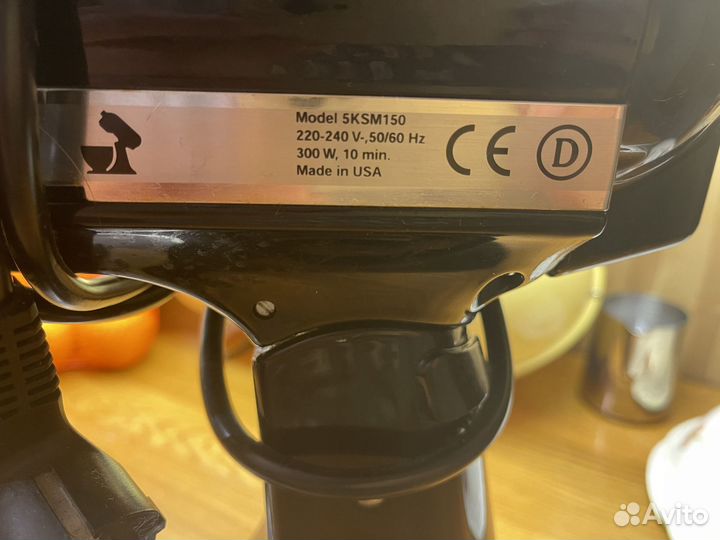 Model 5KSM150
220-240 V~,50/60 Hz
300 W, 10 min.
Made in USA
CE
D
Avito